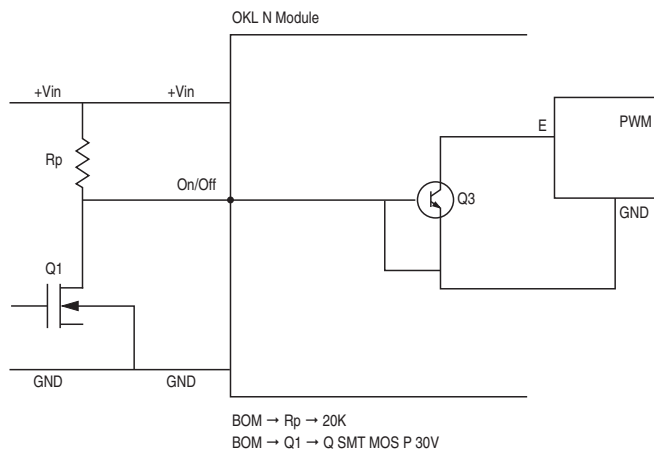 OKL N Module
+Vin
+Vin
E
PWM
Rp
On/Off
Q3
GND
Q1
GND
GND
BOM → Rp → 20K
BOM → Q1 → Q SMT MOS P 30V